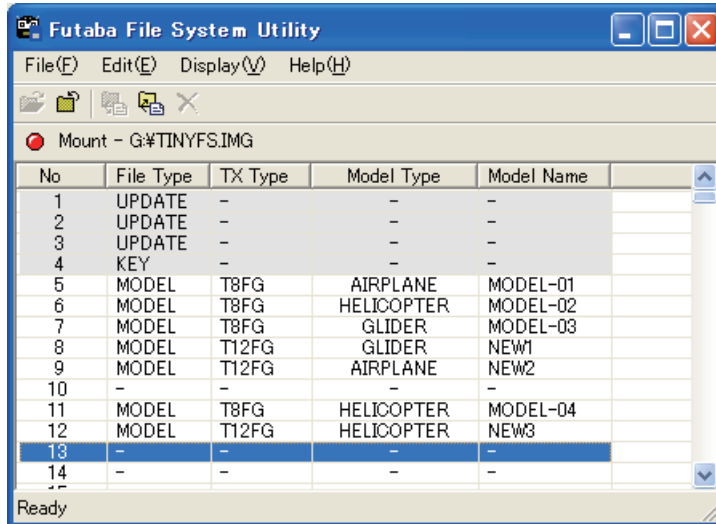 Futaba File System Utility
File(F) Edit(E) Display(V) Help(H)
Mount - G:¥TINYFS.IMG
No File Type TX Type Model Type Model Name
1 UPDATE - - -
2 UPDATE - - -
3 UPDATE - - -
4 KEY - - -
5 MODEL T8FG AIRPLANE MODEL-01
6 MODEL T8FG HELICOPTER MODEL-02
7 MODEL T8FG GLIDER MODEL-03
8 MODEL T12FG GLIDER NEW1
9 MODEL T12FG AIRPLANE NEW2
10 - - - -
11 MODEL T8FG HELICOPTER MODEL-04
12 MODEL T12FG HELICOPTER NEW3
13 - - - -
14 - - - -
Ready